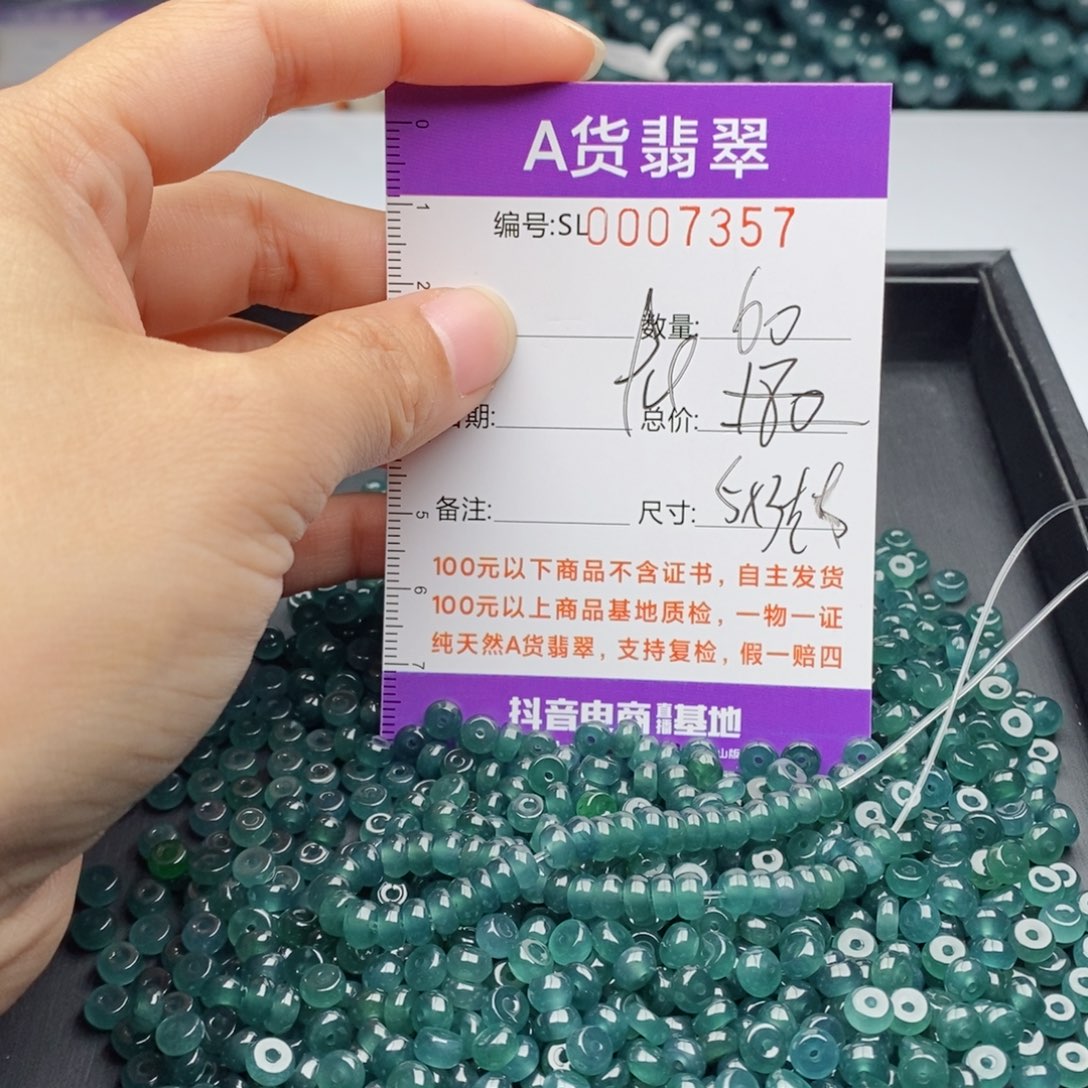 A货翡翠
编号:SL0007357
数量: 60
期: 总价: 180
备注: 尺寸: 5x3
100元以下商品不含证书，自主发货
100元以上商品基地质检，一物一证
纯天然A货翡翠，支持复检，假一赔四
抖音电商直播基地